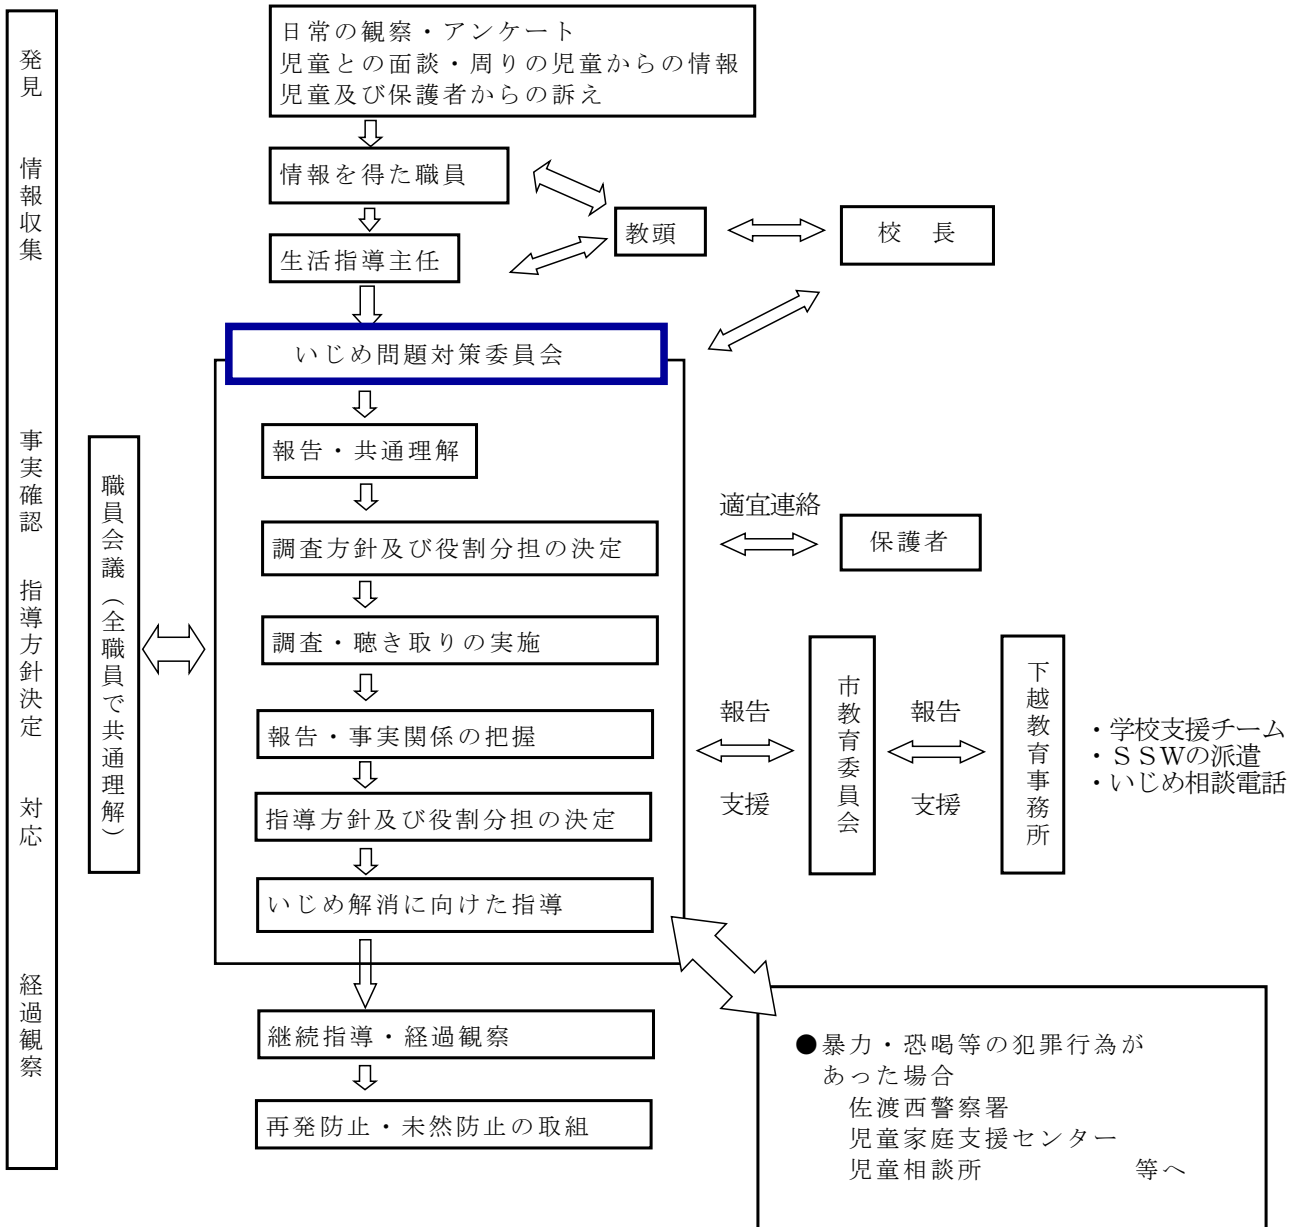 発見
情報収集
事実確認
指導方針決定
対応
経過観察
日常の観察・アンケート
児童との面談・周りの児童からの情報
児童及び保護者からの訴え
情報を得た職員
教頭
校　長
生活指導主任
いじめ問題対策委員会
報告・共通理解
職員会議（全職員で共通理解）
調査方針及び役割分担の決定
適宜連絡
保護者
調査・聴き取りの実施
報告・事実関係の把握
報告
支援
市教育委員会
報告
支援
下越教育事務所
・学校支援チーム
・ＳＳＷの派遣
・いじめ相談電話
指導方針及び役割分担の決定
いじめ解消に向けた指導
継続指導・経過観察
再発防止・未然防止の取組
●暴力・恐喝等の犯罪行為が
あった場合
佐渡西警察署
児童家庭支援センター
児童相談所　　　　　等へ